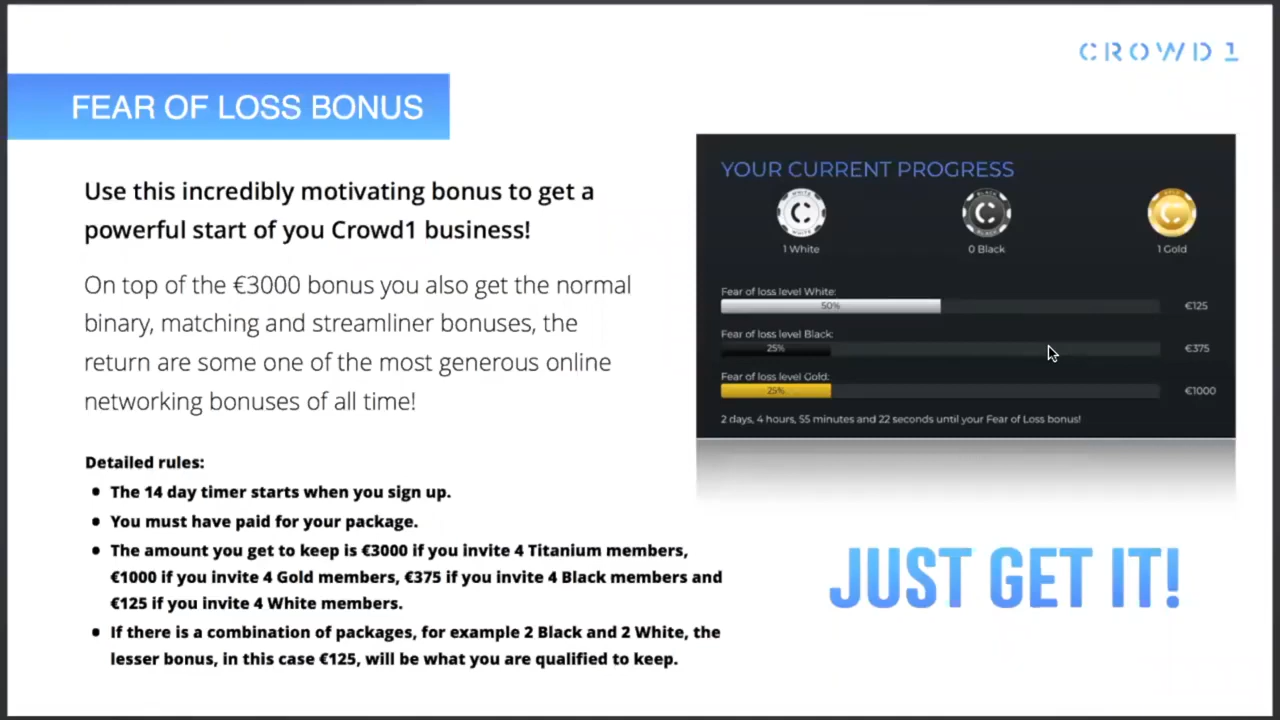 CROWD1
FEAR OF LOSS BONUS
Use this incredibly motivating bonus to get a
powerful start of you Crowd1 business!
On top of the €3000 bonus you also get the normal
binary, matching and streamliner bonuses, the
return are some one of the most generous online
networking bonuses of all time!
Detailed rules:
• The 14 day timer starts when you sign up.
• You must have paid for your package.
• The amount you get to keep is €3000 if you invite 4 Titanium members,
€1000 if you invite 4 Gold members, €375 if you invite 4 Black members and
€125 if you invite 4 White members.
• If there is a combination of packages, for example 2 Black and 2 White, the
lesser bonus, in this case €125, will be what you are qualified to keep.
YOUR CURRENT PROGRESS
WHITE C WHITE BLACK C BLACK C
1 White 0 Black 1 Gold
Fear of loss level White:
50% €125
Fear of loss level Black:
25% €375
Fear of loss level Gold:
25% €1000
2 days, 4 hours, 55 minutes and 22 seconds until your Fear of Loss bonus!
JUST GET IT!